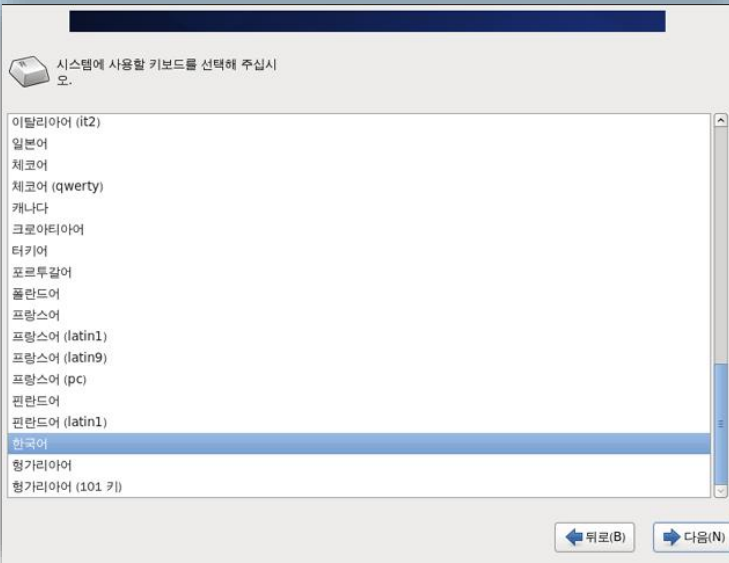 시스템에 사용할 키보드를 선택해 주십시
오.
이탈리아어 (it2)
일본어
체코어
체코어 (qwerty)
캐나다
크로아티아어
터키어
포르투갈어
폴란드어
프랑스어
프랑스어 (latin1)
프랑스어 (latin9)
프랑스어 (pc)
핀란드어
핀란드어 (latin1)
한국어
헝가리아어
헝가리아어 (101 키)
뒤로(B)
다음(N)